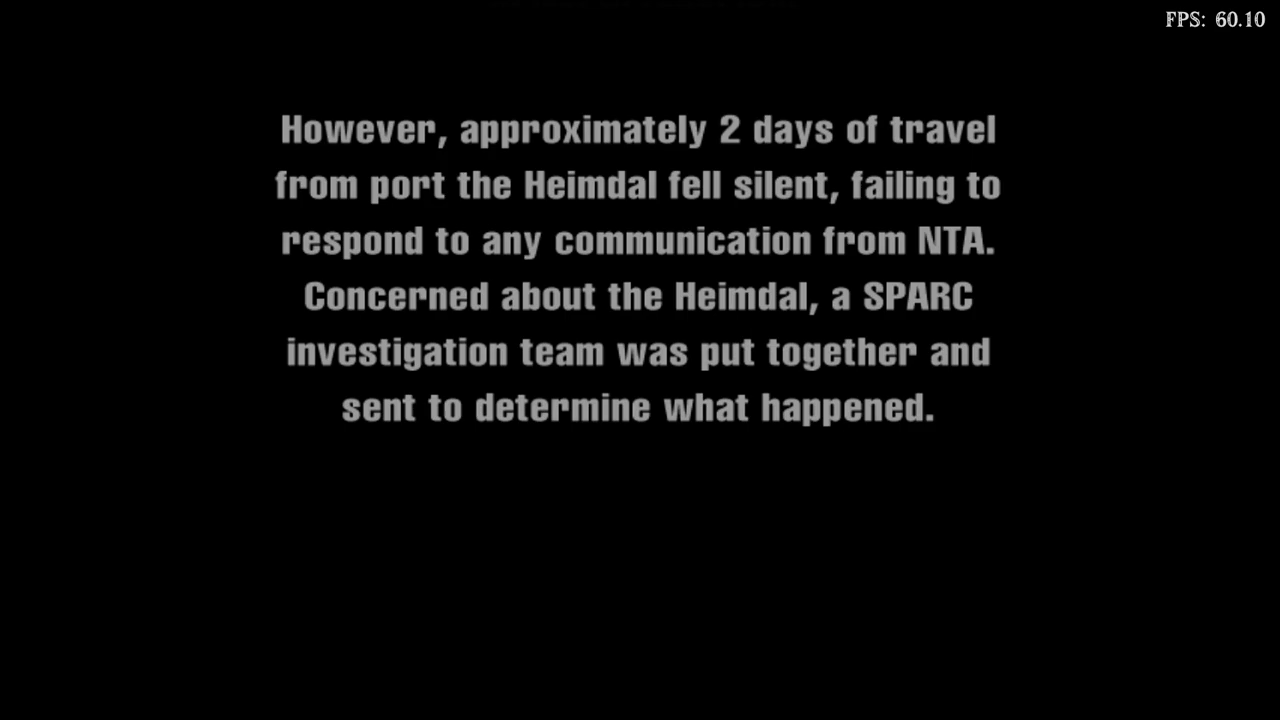 FPS: 60.10
However, approximately 2 days of travel
from port the Heimdal fell silent, failing to
respond to any communication from NTA.
Concerned about the Heimdal, a SPARC
investigation team was put together and
sent to determine what happened.